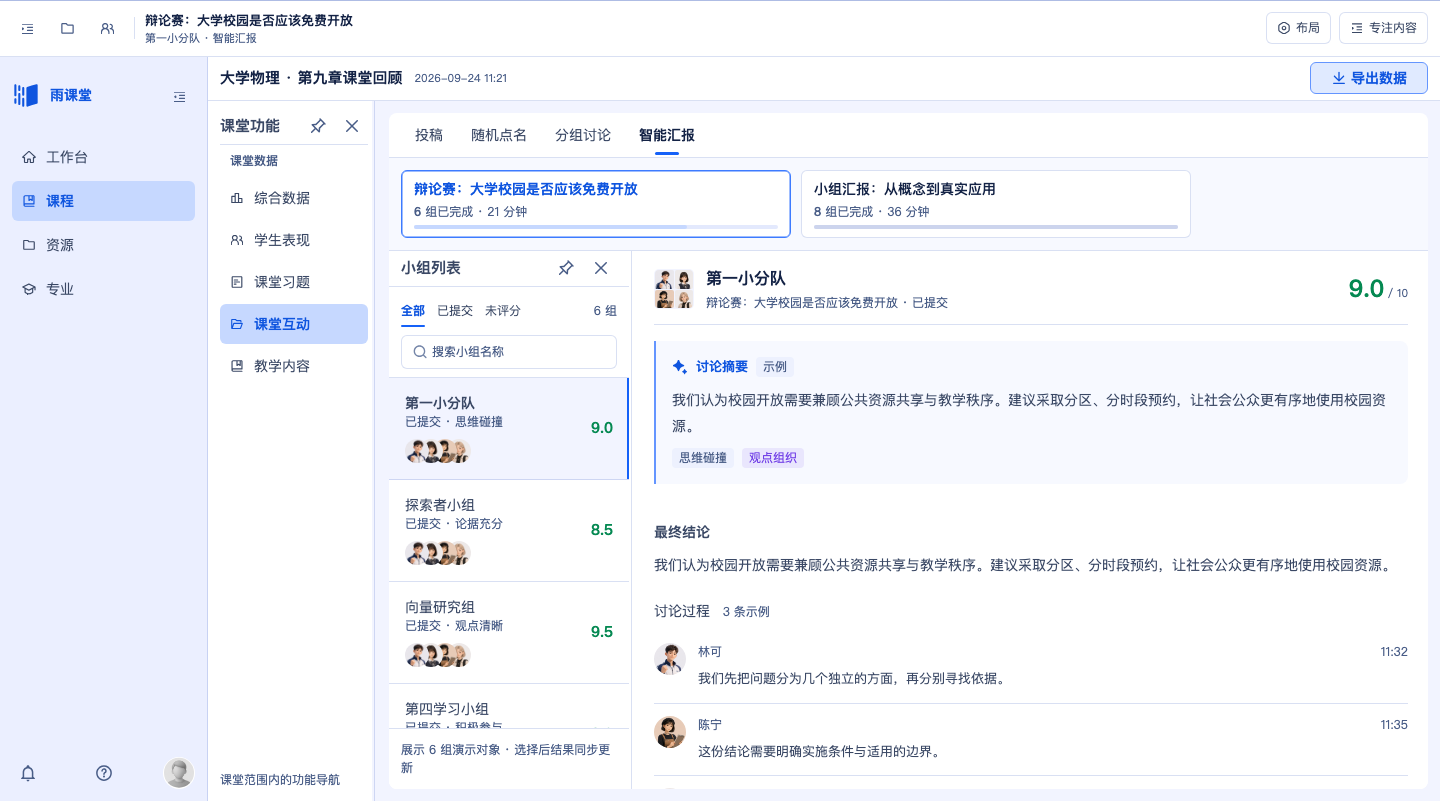 辩论赛：大学校园是否应该免费开放
第一小分队 · 智能汇报
布局
专注内容
雨课堂
工作台
课程
资源
专业
大学物理 · 第九章课堂回顾
2026-09-24 11:21
导出数据
课堂功能
课堂数据
综合数据
学生表现
课堂习题
课堂互动
教学内容
课堂范围内的功能导航
投稿
随机点名
分组讨论
智能汇报
辩论赛：大学校园是否应该免费开放
6 组已完成 · 21 分钟
小组汇报：从概念到真实应用
8 组已完成 · 36 分钟
小组列表
全部
已提交
未评分
6 组
搜索小组名称
第一小分队
已提交 · 思维碰撞
9.0
探索者小组
已提交 · 论据充分
8.5
向量研究组
已提交 · 观点清晰
9.5
第四学习小组
已提交 · 积极参与
展示 6 组演示对象 · 选择后结果同步更
新
第一小分队
辩论赛：大学校园是否应该免费开放 · 已提交
9.0 / 10
讨论摘要
示例
我们认为校园开放需要兼顾公共资源共享与教学秩序。建议采取分区、分时段预约，让社会公众更有序地使用校园资
源。
思维碰撞
观点组织
最终结论
我们认为校园开放需要兼顾公共资源共享与教学秩序。建议采取分区、分时段预约，让社会公众更有序地使用校园资源。
讨论过程
3 条示例
林可
11:32
我们先把问题分为几个独立的方面，再分别寻找依据。
陈宁
11:35
这份结论需要明确实施条件与适用的边界。